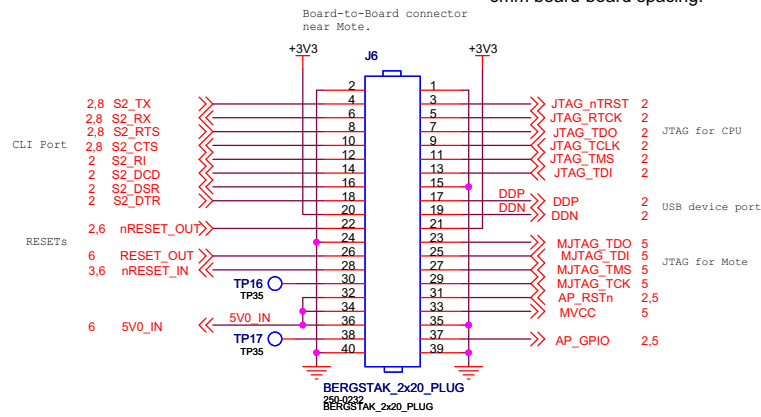 6mm board-board spacing.
Board-to-Board connector
near Mote.
+3V3
+3V3
J6
2 1
2,8 S2_TX 4 3 JTAG_nTRST 2
2,8 S2_RX 6 5 JTAG_RTCK 2
2,8 S2_RTS 8 7 JTAG_TDO 2 JTAG for CPU
CLI Port 2,8 S2_CTS 10 9 JTAG_TCLK 2
2 S2_RI 12 11 JTAG_TMS 2
2 S2_DCD 14 13 JTAG_TDI 2
2 S2_DSR 16 15
2 S2_DTR 18 17 DDP DDP 2 USB device port
20 19 DDN DDN 2
2,6 nRESET_OUT 22 21
RESETs 24 23 MJTAG_TDO 5
6 RESET_OUT 26 25 MJTAG_TDI 5 JTAG for Mote
3,6 nRESET_IN 28 27 MJTAG_TMS 5
TP16 30 29 MJTAG_TCK 5
TP35
32 31 AP_RSTn 2,5
34 33 MVCC 5
6 5V0_IN 5V0_IN 36 35
TP17 38 37 AP_GPIO 2,5
TP35
40 39
BERGSTAK_2x20_PLUG
250-0232
BERGSTAK_2x20_PLUG